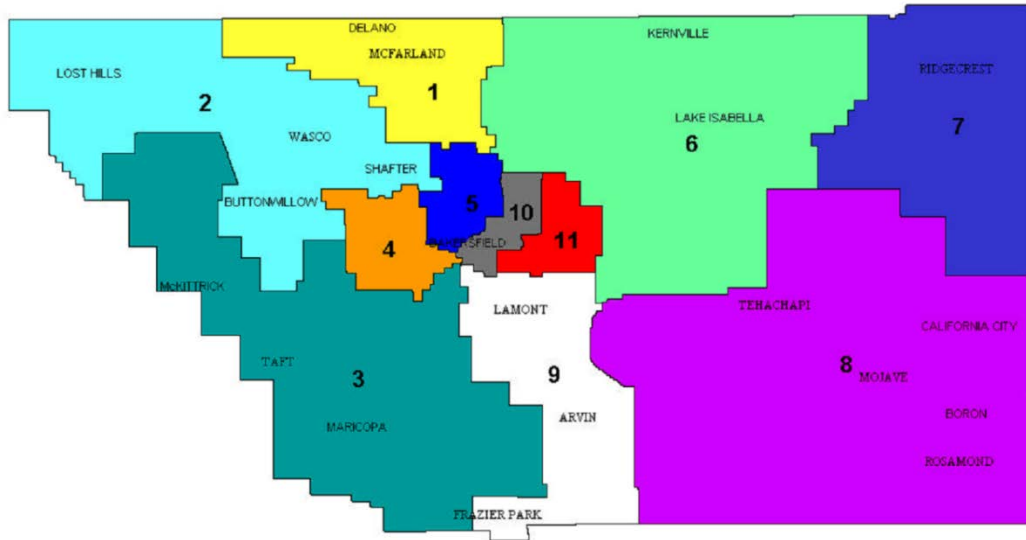 DELANO
KERNVILLE
MCFARLAND
LOST HILLS
RIDGECREST
1
2
LAKE ISABELLA
7
WASCO
6
SHAFTER
BUTTONWILLOW
5
10
4
BAKERSFIELD
11
McKITTRICK
LAMONT
TEHACHAPI
CALIFORNIA CITY
TAFT
3
9
8
MOJAVE
ARVIN
BORON
MARICOPA
ROSAMOND
FRAZIER PARK